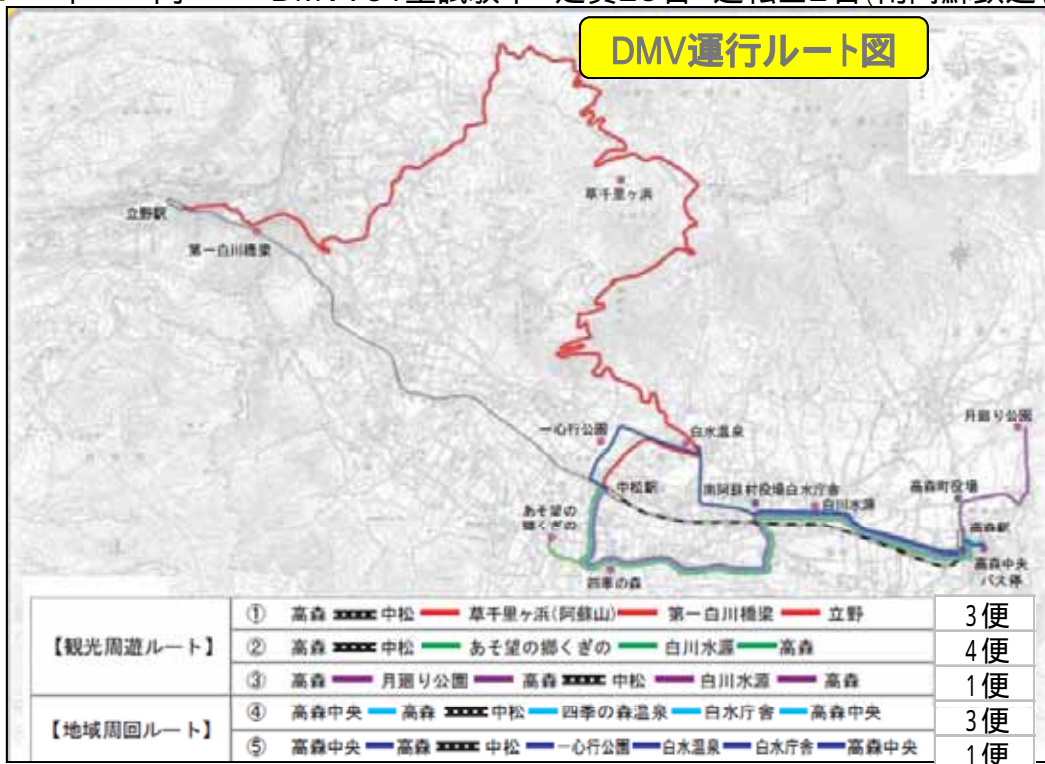 DMV運行ルート図
草千里ヶ浜
立野駅
第一白川橋梁
月廻り公園
一心行公園
白水温泉
中松駅
南阿蘇村役場白水庁舎
高森町役場
白川水源
あそ望の
郷くぎの
高森駅
高森中央
バス停
四季の森
【観光周遊ルート】
① 高森 中松 草千里ヶ浜(阿蘇山) 第一白川橋梁 立野 3便
② 高森 中松 あそ望の郷くぎの 白川水源 高森 4便
③ 高森 月廻り公園 高森 中松 白川水源 高森 1便
【地域周回ルート】
④ 高森中央 高森 中松 四季の森温泉 白水庁舎 高森中央 3便
⑤ 高森中央 高森 中松 一心行公園 白水温泉 白水庁舎 高森中央 1便